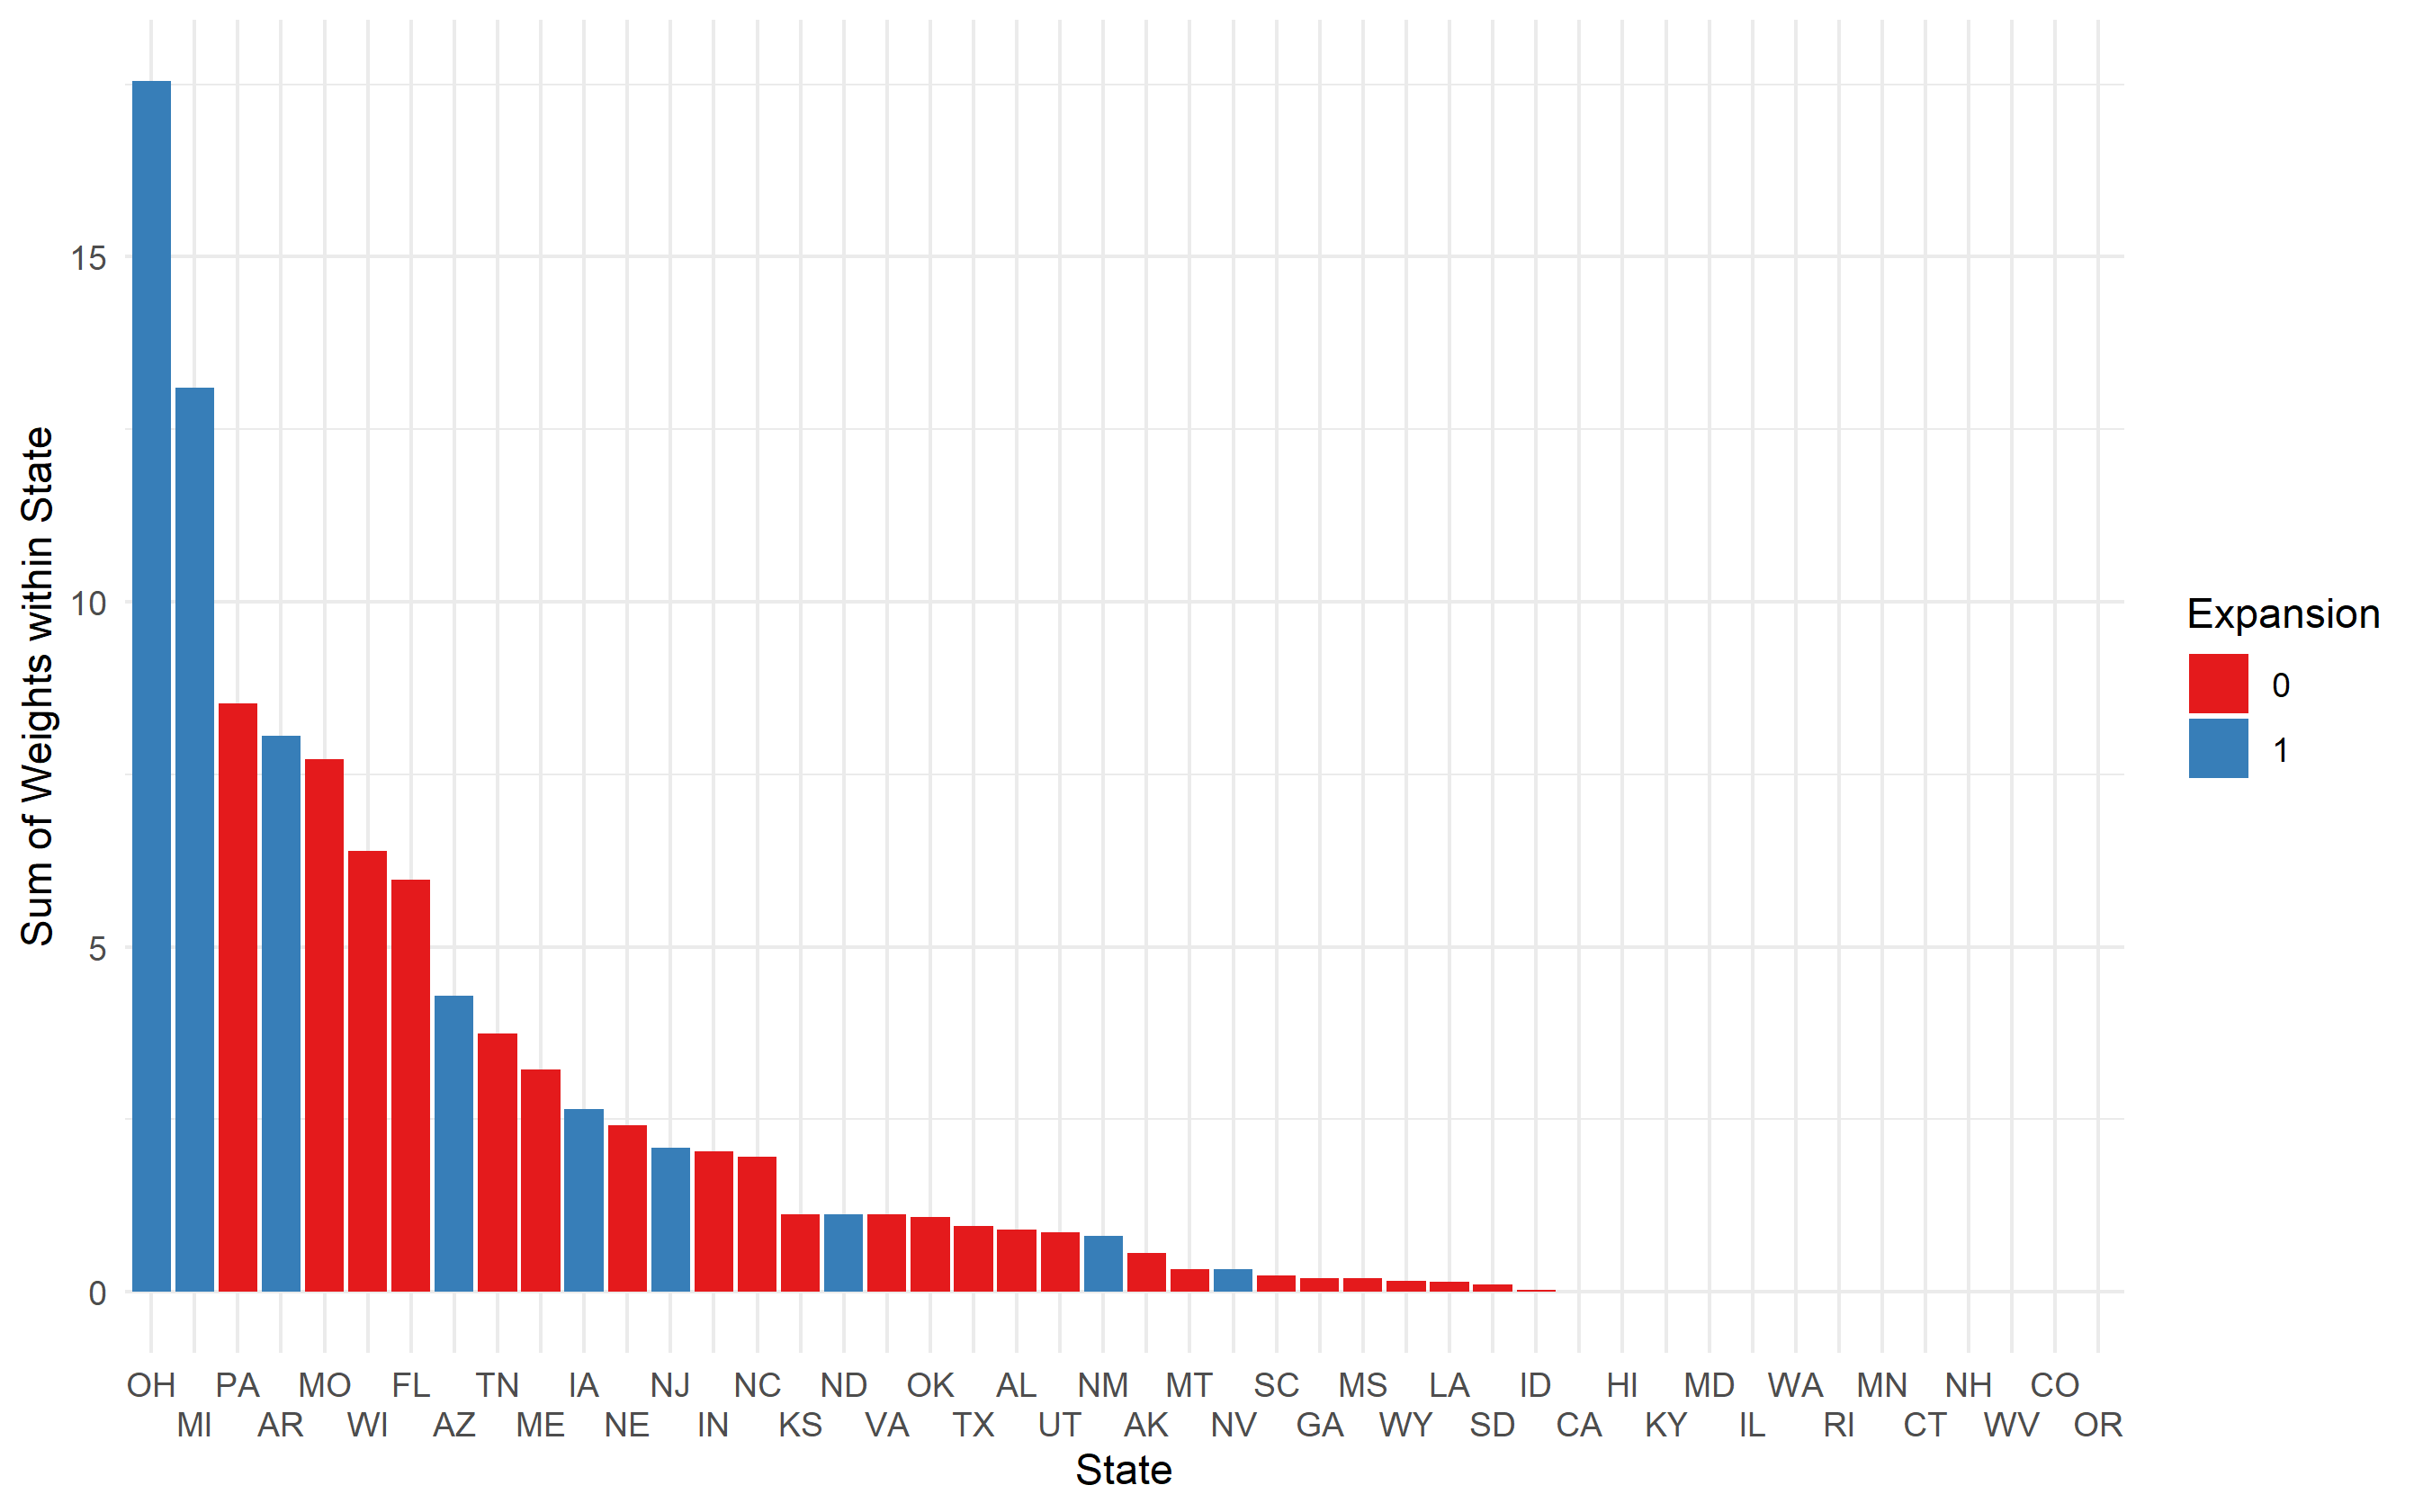 Sum of Weights within State
15
10
5
0
OH PA MO FL TN IA NJ NC ND OK AL NM MT SC MS LA ID HI MD WA MN NH CO
MI AR WI AZ ME NE IN KS VA TX UT AK NV GA WY SD CA KY IL RI CT WV OR
State
Expansion
0
1